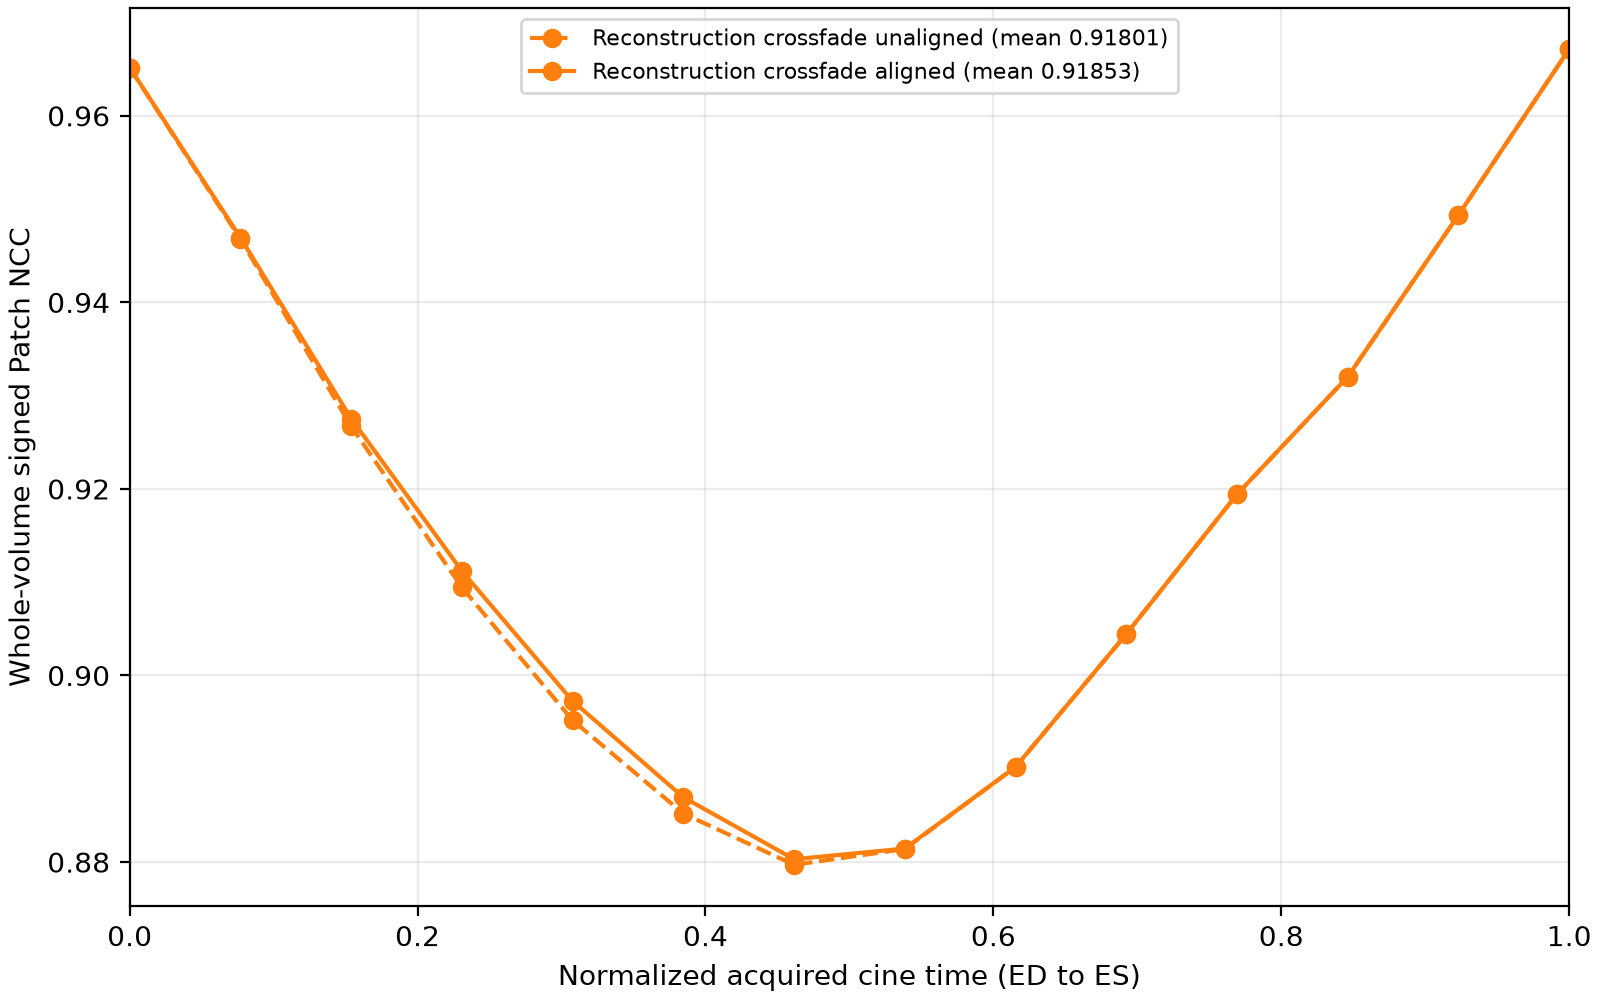 Reconstruction crossfade unaligned (mean 0.91801)
Reconstruction crossfade aligned (mean 0.91853)
Whole-volume signed Patch NCC
0.96
0.94
0.92
0.90
0.88
0.0 0.2 0.4 0.6 0.8 1.0
Normalized acquired cine time (ED to ES)